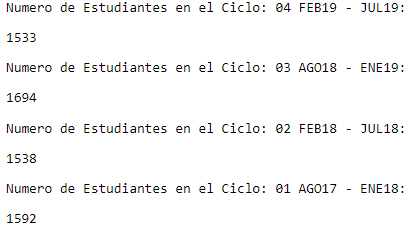 Numero de Estudiantes en el Ciclo: 04 FEB19 - JUL19:
1533
Numero de Estudiantes en el Ciclo: 03 AGO18 - ENE19:
1694
Numero de Estudiantes en el Ciclo: 02 FEB18 - JUL18:
1538
Numero de Estudiantes en el Ciclo: 01 AGO17 - ENE18:
1592